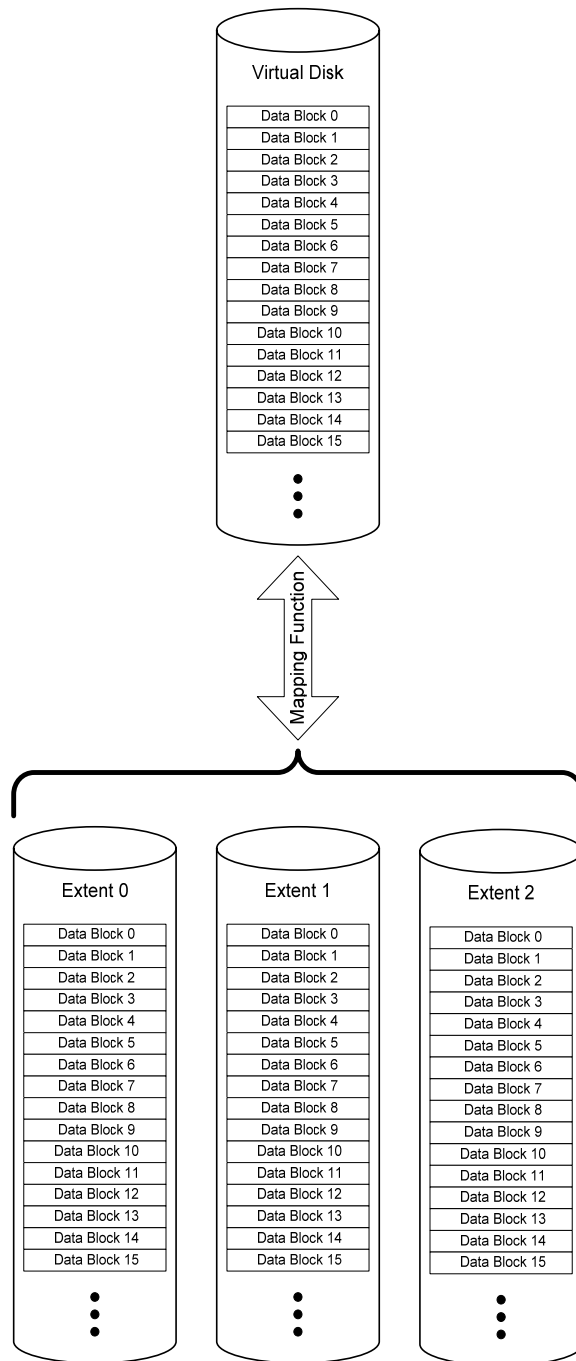 Virtual Disk
Data Block 0
Data Block 1
Data Block 2
Data Block 3
Data Block 4
Data Block 5
Data Block 6
Data Block 7
Data Block 8
Data Block 9
Data Block 10
Data Block 11
Data Block 12
Data Block 13
Data Block 14
Data Block 15
Mapping Function
Extent 0
Data Block 0
Data Block 1
Data Block 2
Data Block 3
Data Block 4
Data Block 5
Data Block 6
Data Block 7
Data Block 8
Data Block 9
Data Block 10
Data Block 11
Data Block 12
Data Block 13
Data Block 14
Data Block 15
Extent 1
Data Block 0
Data Block 1
Data Block 2
Data Block 3
Data Block 4
Data Block 5
Data Block 6
Data Block 7
Data Block 8
Data Block 9
Data Block 10
Data Block 11
Data Block 12
Data Block 13
Data Block 14
Data Block 15
Extent 2
Data Block 0
Data Block 1
Data Block 2
Data Block 3
Data Block 4
Data Block 5
Data Block 6
Data Block 7
Data Block 8
Data Block 9
Data Block 10
Data Block 11
Data Block 12
Data Block 13
Data Block 14
Data Block 15